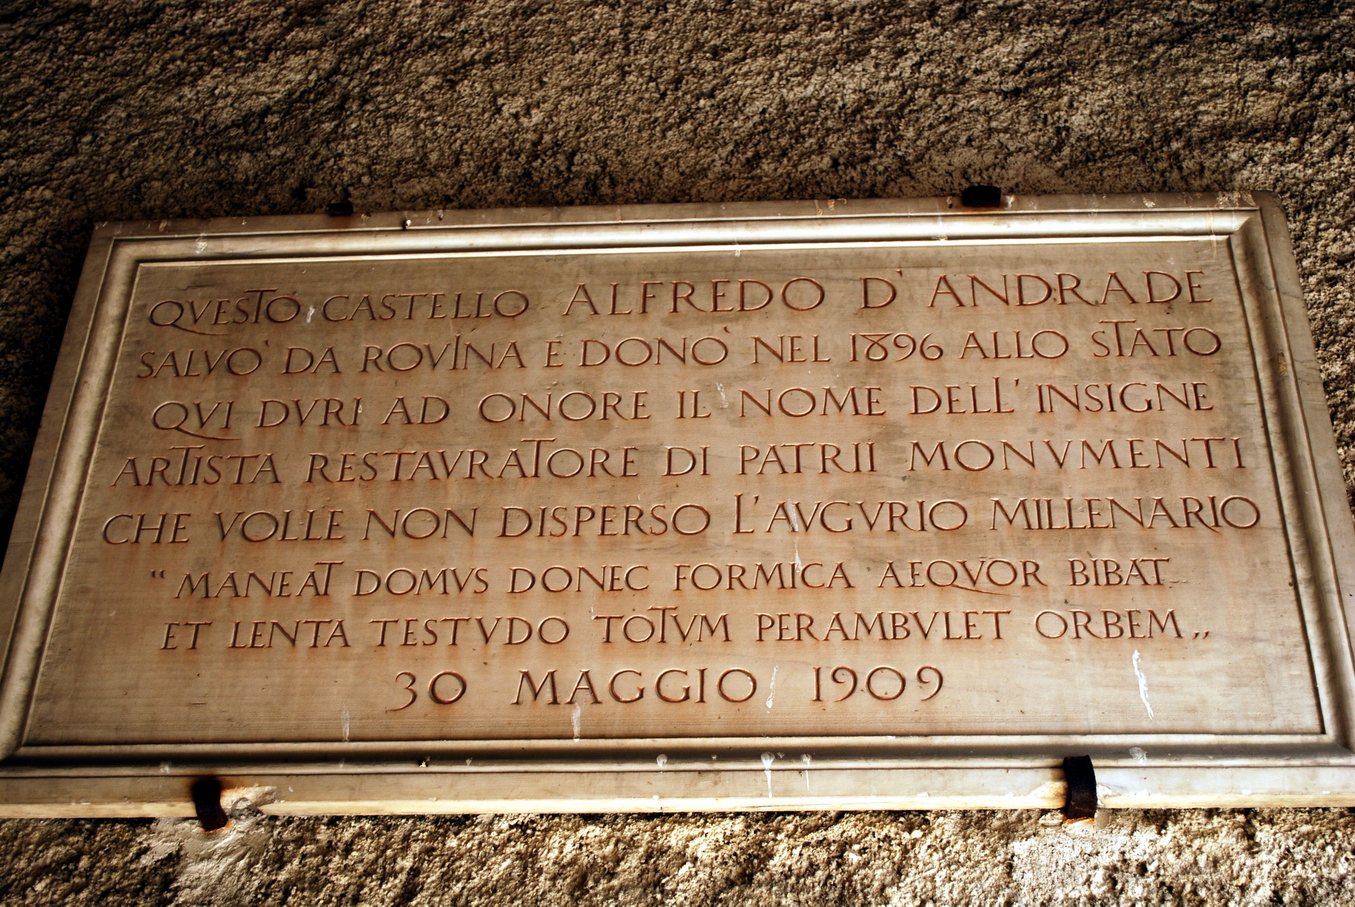 QVESTO CASTELLO ALFREDO D'ANDRADE
SALVO' DA ROVINA E DONO' NEL 1896 ALLO STATO
QVI DVRI AD ONORE IL NOME DELL'INSIGNE
ARTISTA RESTAVRATORE DI PATRII MONVMENTI
CHE VOLLE NON DISPERSO L'AVGVRIO MILLENARIO
“MANEAT DOMVS DONEC FORMICA AEQVOR BIBAT
ET LENTA TESTVDO TOTVM PERAMBVLET ORBEM„
30 MAGGIO 1909